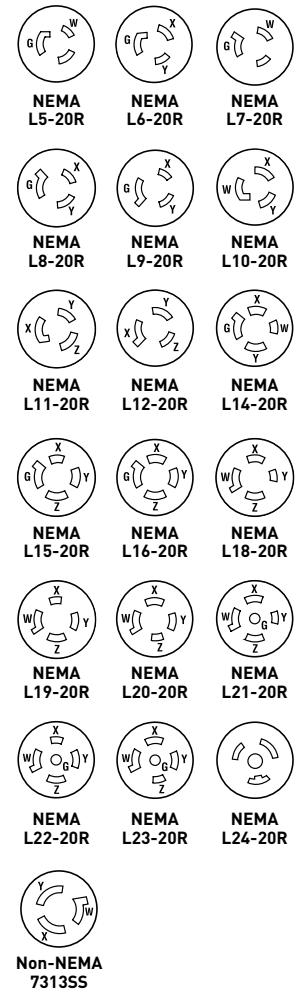 G W
G X Y
G W
NEMA L5-20R
NEMA L6-20R
NEMA L7-20R
G X Y
G X Y
W X Y
NEMA L8-20R
NEMA L9-20R
NEMA L10-20R
X Y Z
X Y Z
X G W Y
NEMA L11-20R
NEMA L12-20R
NEMA L14-20R
X G Y Z
X G Y Z
X W Y Z
NEMA L15-20R
NEMA L16-20R
NEMA L18-20R
X W Y Z
X W Y Z
X W G Y Z
NEMA L19-20R
NEMA L20-20R
NEMA L21-20R
X W G Y Z
X W G Y Z
NEMA L22-20R
NEMA L23-20R
NEMA L24-20R
Y W X
Non-NEMA
7313SS